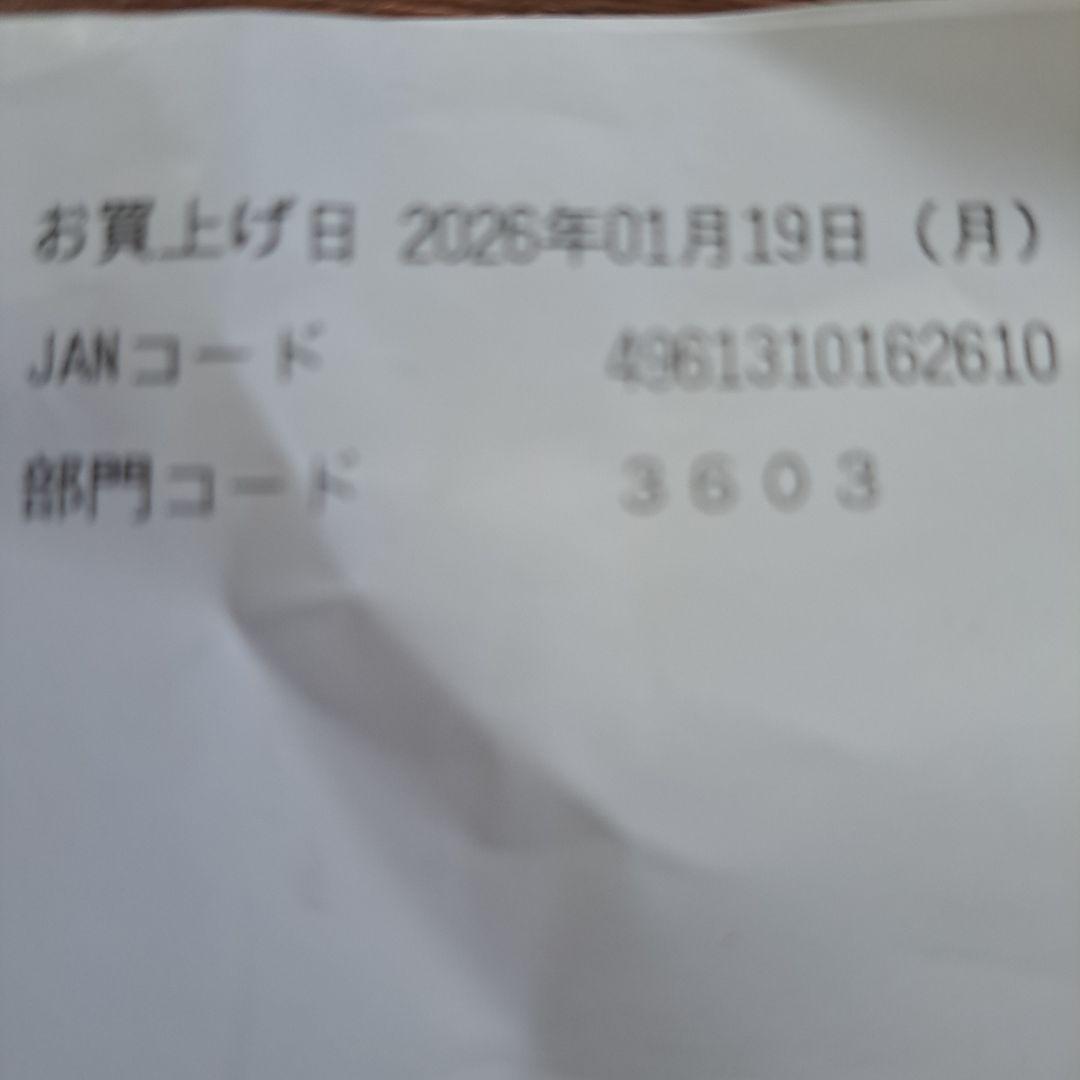 お買上げ日 2026年01月19日（月）
JANコード 4961310162610
部門コード 3603